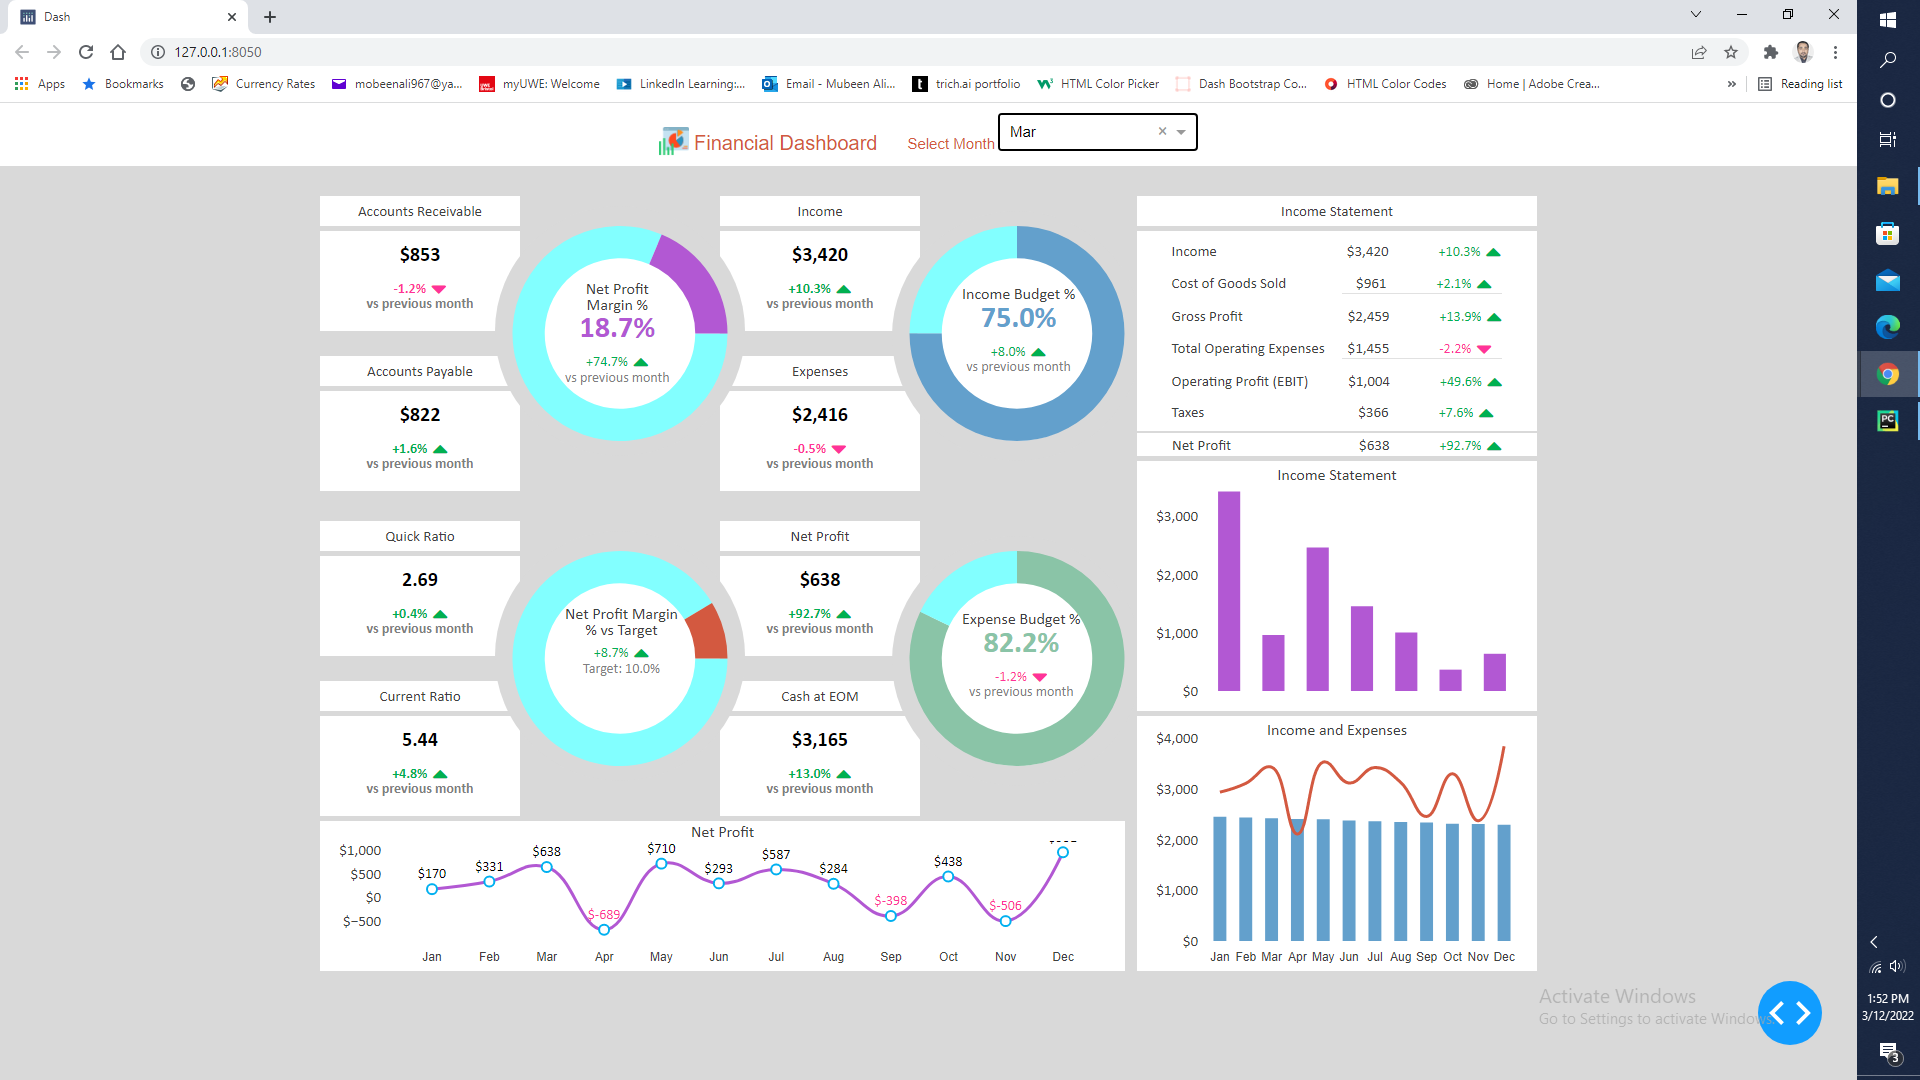 Dash
127.0.0.1:8050
Apps
Bookmarks
Currency Rates
mobeenali967@ya...
myUWE: Welcome
LinkedIn Learning:...
Email - Mubeen Ali...
trich.ai portfolio
HTML Color Picker
Dash Bootstrap Co...
HTML Color Codes
Home | Adobe Crea...
»
Reading list
Financial Dashboard
Select Month
Mar
Accounts Receivable
$853
-1.2%
vs previous month
Accounts Payable
$822
+1.6%
vs previous month
Net Profit
Margin %
18.7%
+74.7%
vs previous month
Income
$3,420
+10.3%
vs previous month
Expenses
$2,416
-0.5%
vs previous month
Income Budget %
75.0%
+8.0%
vs previous month
Quick Ratio
2.69
+0.4%
vs previous month
Current Ratio
5.44
+4.8%
vs previous month
Net Profit Margin
% vs Target
+8.7%
Target: 10.0%
Net Profit
$638
+92.7%
vs previous month
Cash at EOM
$3,165
+13.0%
vs previous month
Expense Budget %
82.2%
-1.2%
vs previous month
Income Statement
Income $3,420 +10.3%
Cost of Goods Sold $961 +2.1%
Gross Profit $2,459 +13.9%
Total Operating Expenses $1,455 -2.2%
Operating Profit (EBIT) $1,004 +49.6%
Taxes $366 +7.6%
Net Profit $638 +92.7%
Income Statement
$3,000
$2,000
$1,000
$0
Income and Expenses
$4,000
$3,000
$2,000
$1,000
$0
Jan Feb Mar Apr May Jun Jul Aug Sep Oct Nov Dec
Net Profit
$1,000
$500
$0
$−500
$170
$331
$638
$-689
$710
$293
$587
$284
$-398
$438
$-506
Jan Feb Mar Apr May Jun Jul Aug Sep Oct Nov Dec
Activate Windows
Go to Settings to activate Windows.
PC
1:52 PM
3/12/2022
3